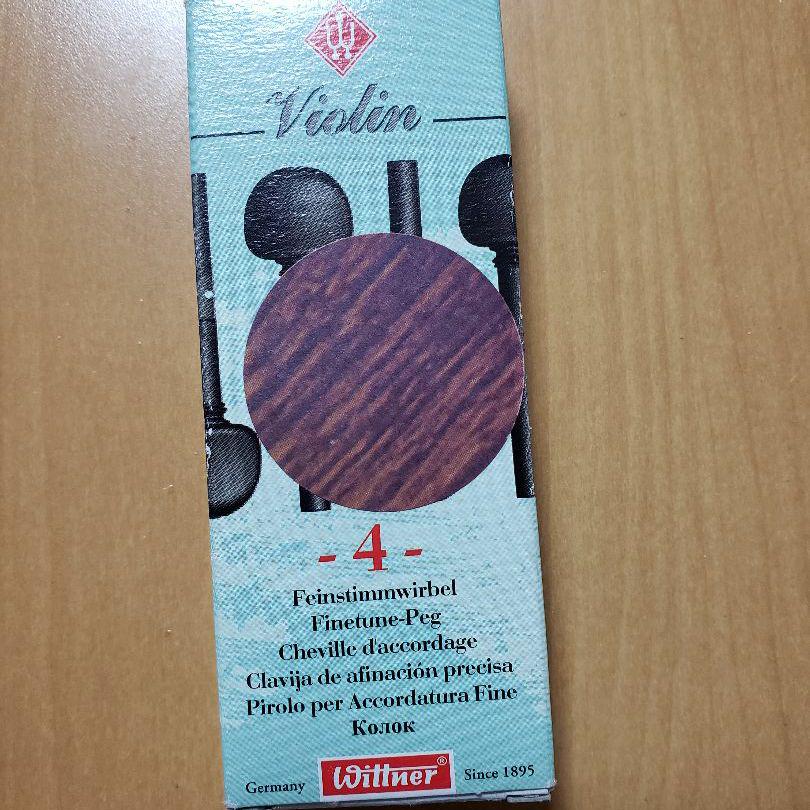 Violin
- 4 -
Feinstimmwirbel
Finetune-Peg
Cheville d'accordage
Clavija de afinación precisa
Pirolo per Accordatura Fine
Колок
Germany Wittner® Since 1895